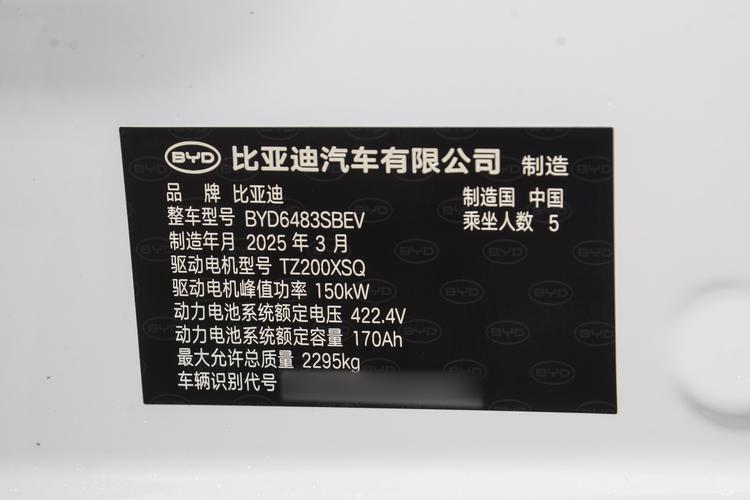 BYD 比亚迪汽车有限公司 制造
品 牌 比亚迪 制造国 中国
整车型号 BYD6483SBEV 乘坐人数 5
制造年月 2025 年 3 月
驱动电机型号 TZ200XSQ
驱动电机峰值功率 150kW
动力电池系统额定电压 422.4V
动力电池系统额定容量 170Ah
最大允许总质量 2295kg
车辆识别代号